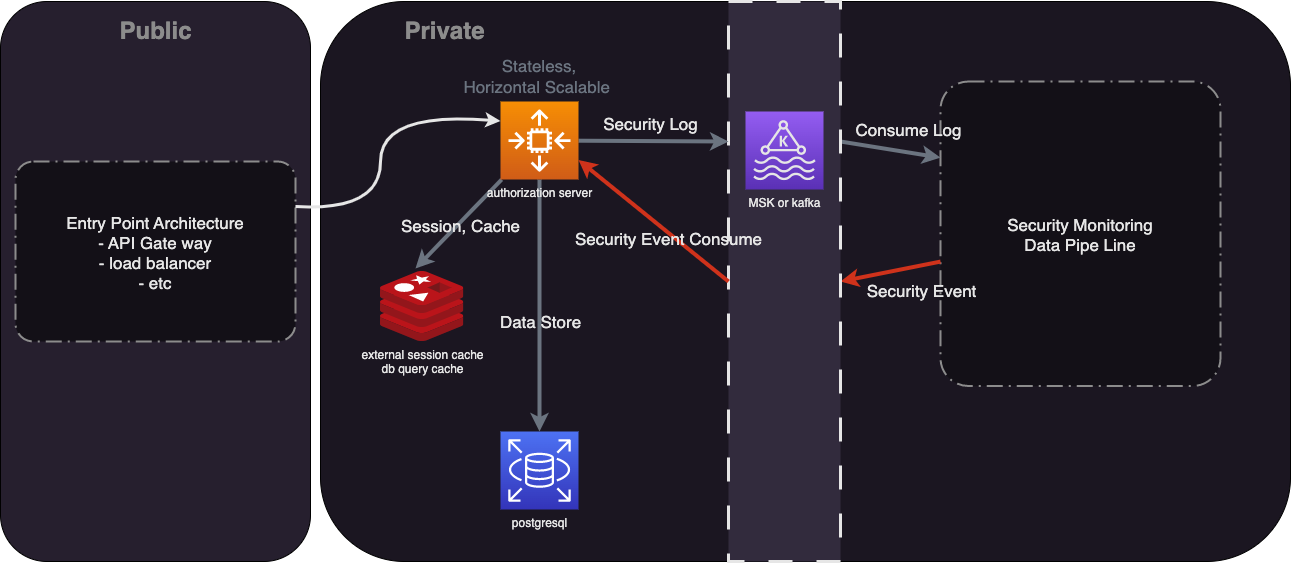 Public
Private
Stateless,
Horizontal Scalable
Security Log
Consume Log
authorization server
MSK or kafka
Entry Point Architecture
- API Gate way
- load balancer
- etc
Session, Cache
Security Event Consume
Security Monitoring
Data Pipe Line
Security Event
Data Store
external session cache
db query cache
postgresql
K